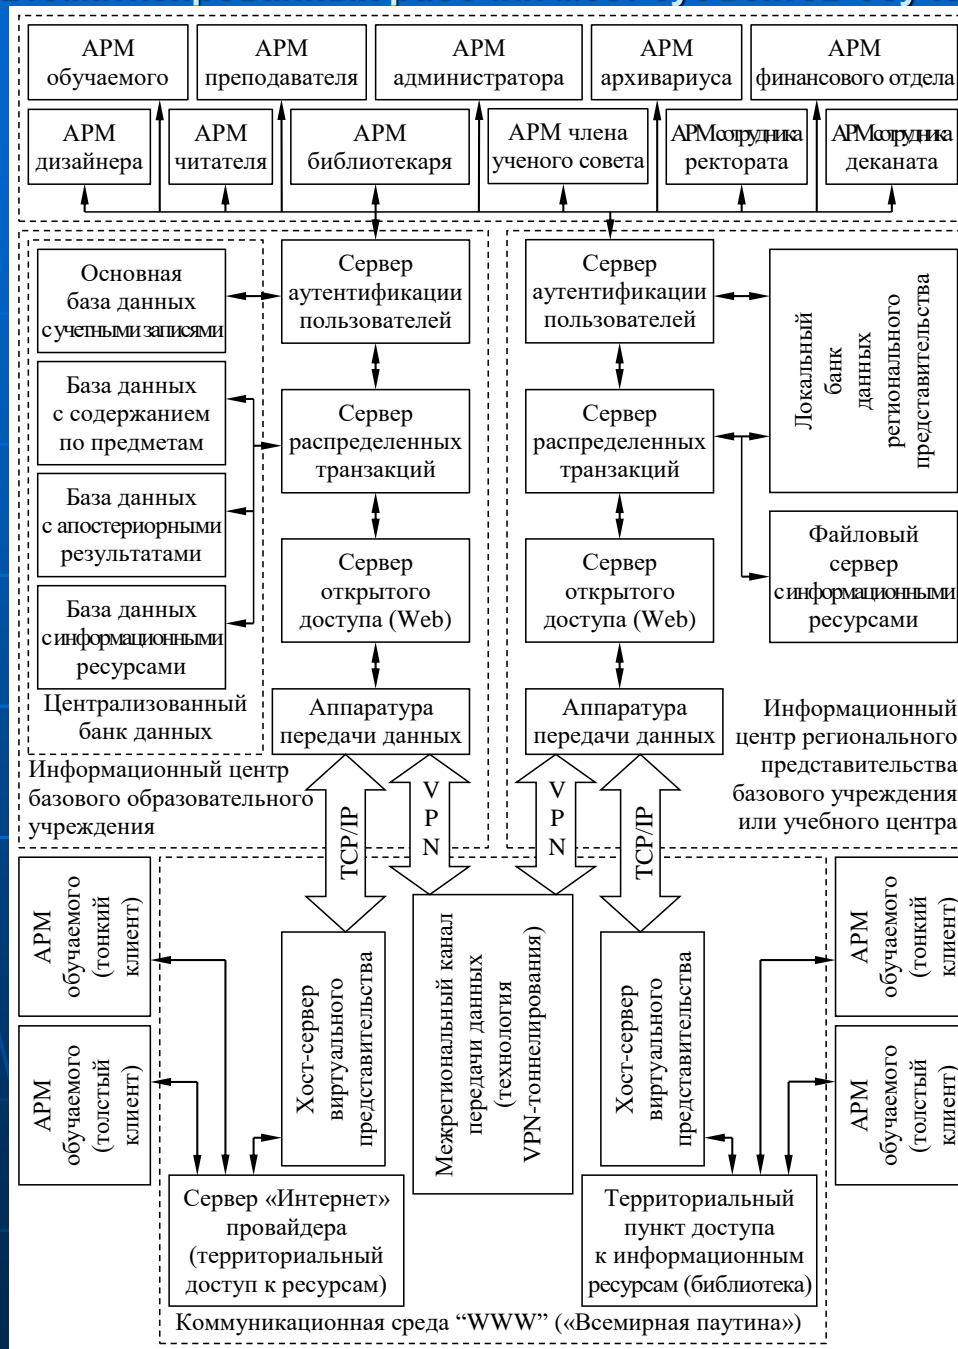 АРМ
обучаемого
АРМ
преподавателя
АРМ
администратора
АРМ
архивариуса
АРМ
финансового отдела
АРМ
дизайнера
АРМ
читателя
АРМ
библиотекаря
АРМ члена
ученого совета
АРМ сотрудника
ректората
АРМ сотрудника
деканата
Основная
база данных
с учетными записями
База данных
с содержанием
по предметам
База данных
с апостериорными
результатами
База данных
с информационными
ресурсами
Централизованный
банк данных
Сервер
аутентификации
пользователей
Сервер
распределенных
транзакций
Сервер
открытого
доступа (Web)
Аппаратура
передачи данных
Информационный центр
базового образовательного
учреждения
Сервер
аутентификации
пользователей
Сервер
распределенных
транзакций
Сервер
открытого
доступа (Web)
Аппаратура
передачи данных
Локальный
банк
данных
регионального
представительства
Файловый
сервер
с информационными
ресурсами
Информационный
центр регионального
представительства
базового учреждения
или учебного центра
TCP/IP
VPN
VPN
TCP/IP
АРМ
обучаемого
(тонкий
клиент)
АРМ
обучаемого
(толстый
клиент)
Хост-сервер
виртуального
представительства
Межрегиональный канал
передачи данных
(технология
VPN-тоннелирования)
Хост-сервер
виртуального
представительства
АРМ
обучаемого
(тонкий
клиент)
АРМ
обучаемого
(толстый
клиент)
Сервер «Интернет»
провайдера
(территориальный
доступ к ресурсам)
Территориальный
пункт доступа
к информационным
ресурсам (библиотека)
Коммуникационная среда “WWW” («Всемирная паутина»)